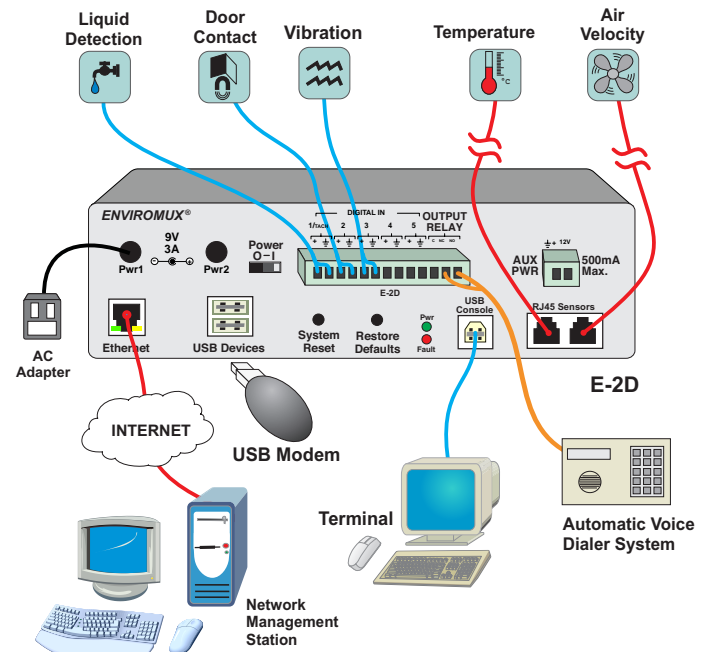 Liquid
Detection
Door
Contact
Vibration
Temperature
Air
Velocity
°C
ENVIROMUX®
9V
3A
Pwr1
Pwr2
Power
O–I
DIGITAL IN
1/TACH 2 3 4 5
OUTPUT
RELAY
C NC NO
E-2D
+ 12V
AUX
PWR
500mA
Max.
Ethernet
USB Devices
System
Reset
Restore
Defaults
Pwr
Fault
USB
Console
RJ45 Sensors
AC
Adapter
E-2D
INTERNET
USB Modem
Terminal
Automatic Voice
Dialer System
Network
Management
Station